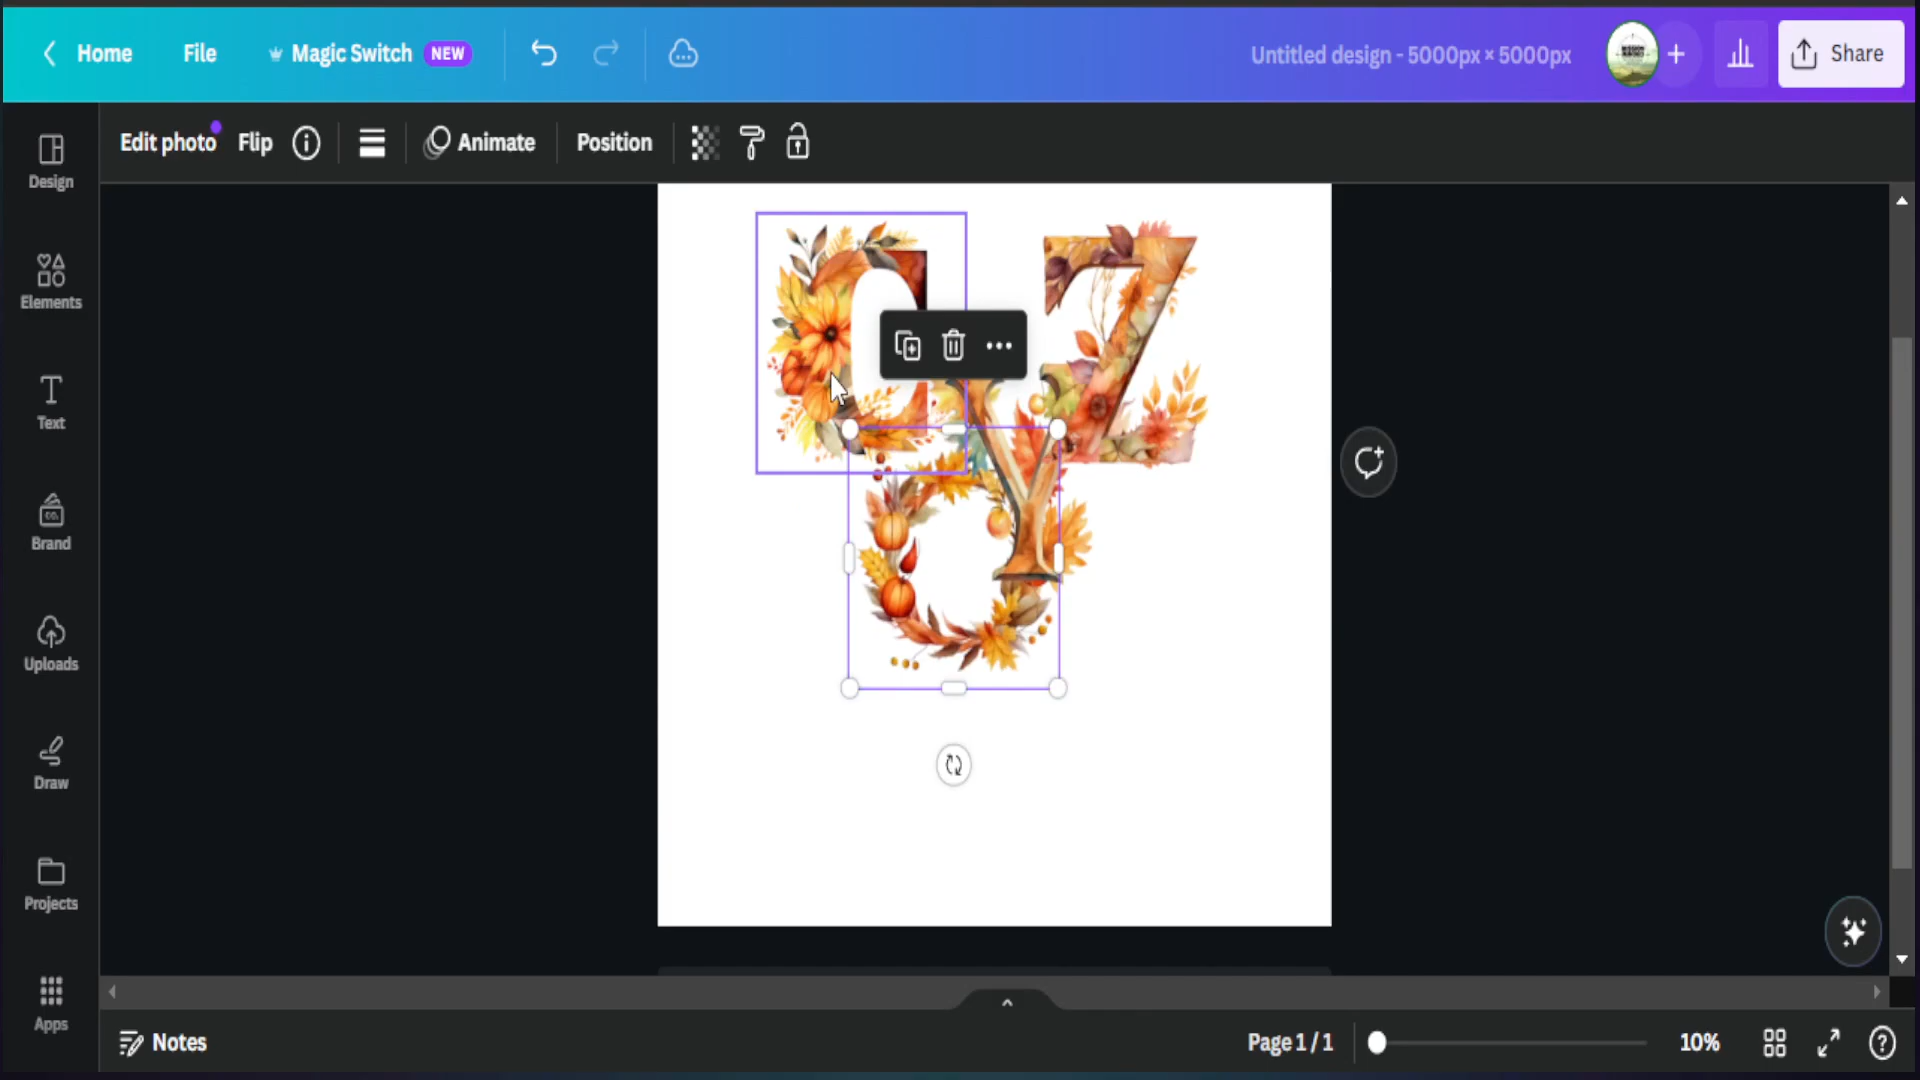 Home File Magic Switch NEW Untitled design - 5000px × 5000px + Share
Edit photo Flip Animate Position
Design
Elements
Text
Brand
Uploads
Draw
Projects
Apps
C Z
Y
O
Notes Page 1 / 1 10%